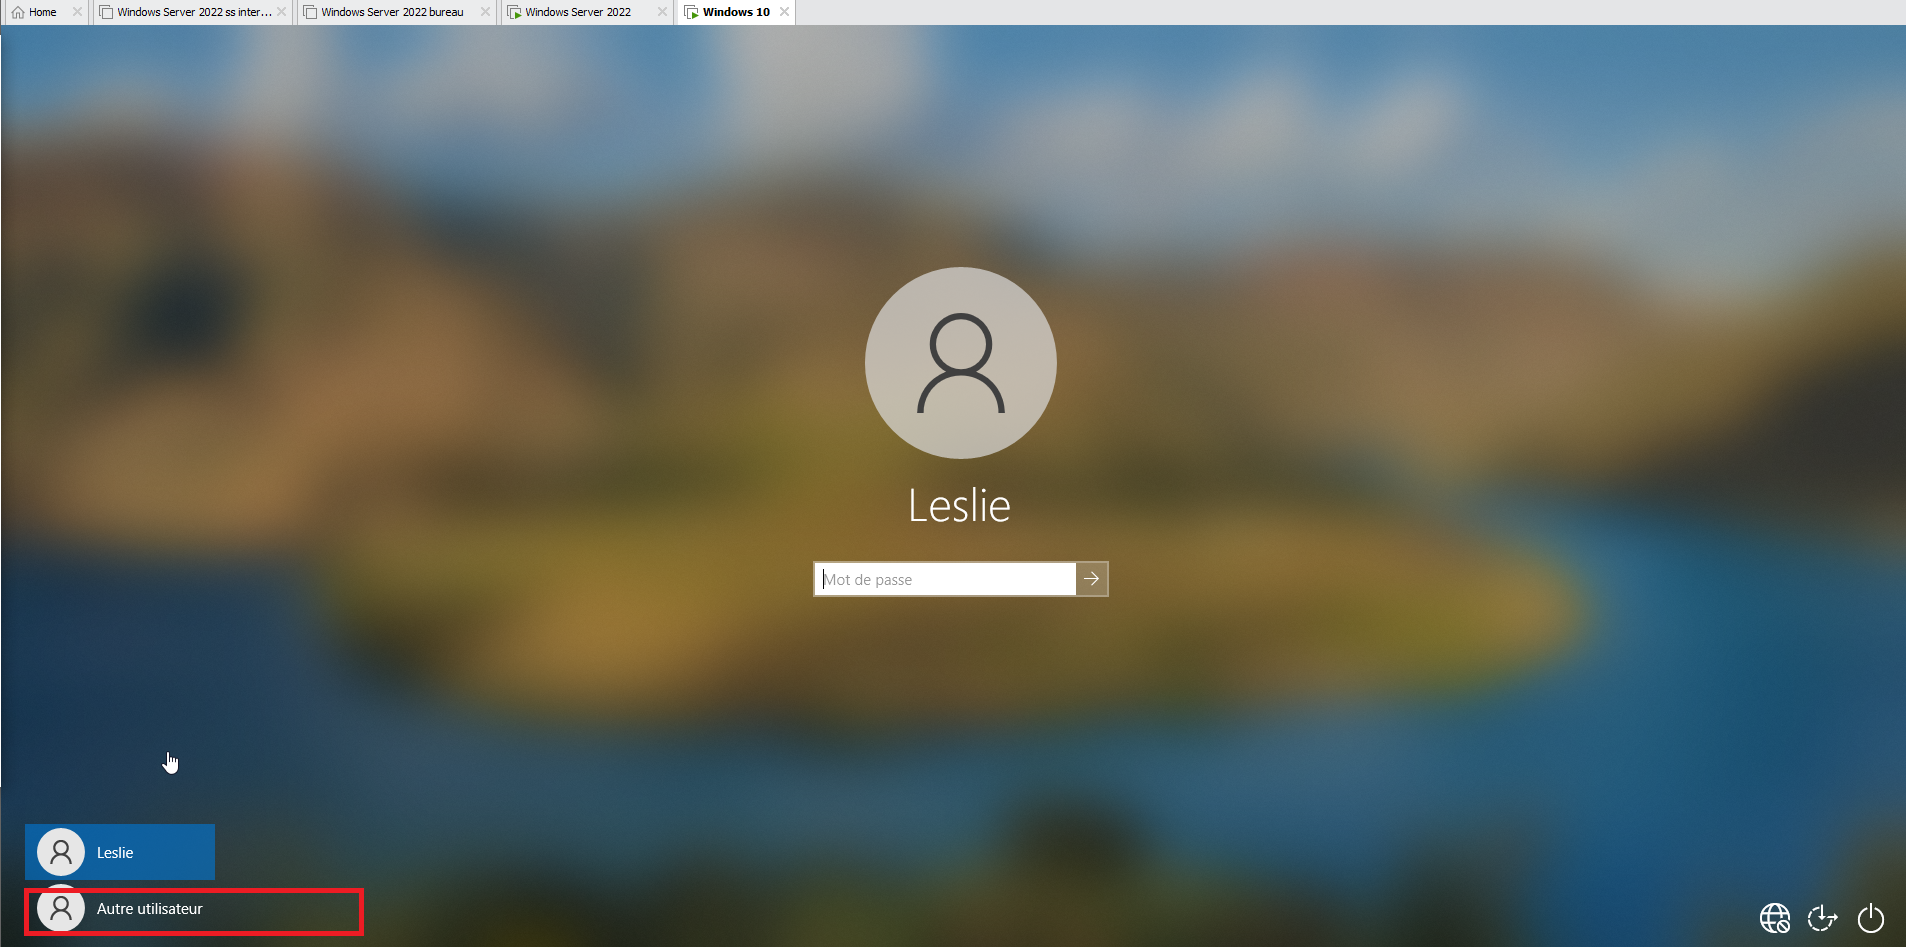 Home
Windows Server 2022 ss inter...
Windows Server 2022 bureau
Windows Server 2022
Windows 10
Leslie
Mot de passe
Leslie
Autre utilisateur